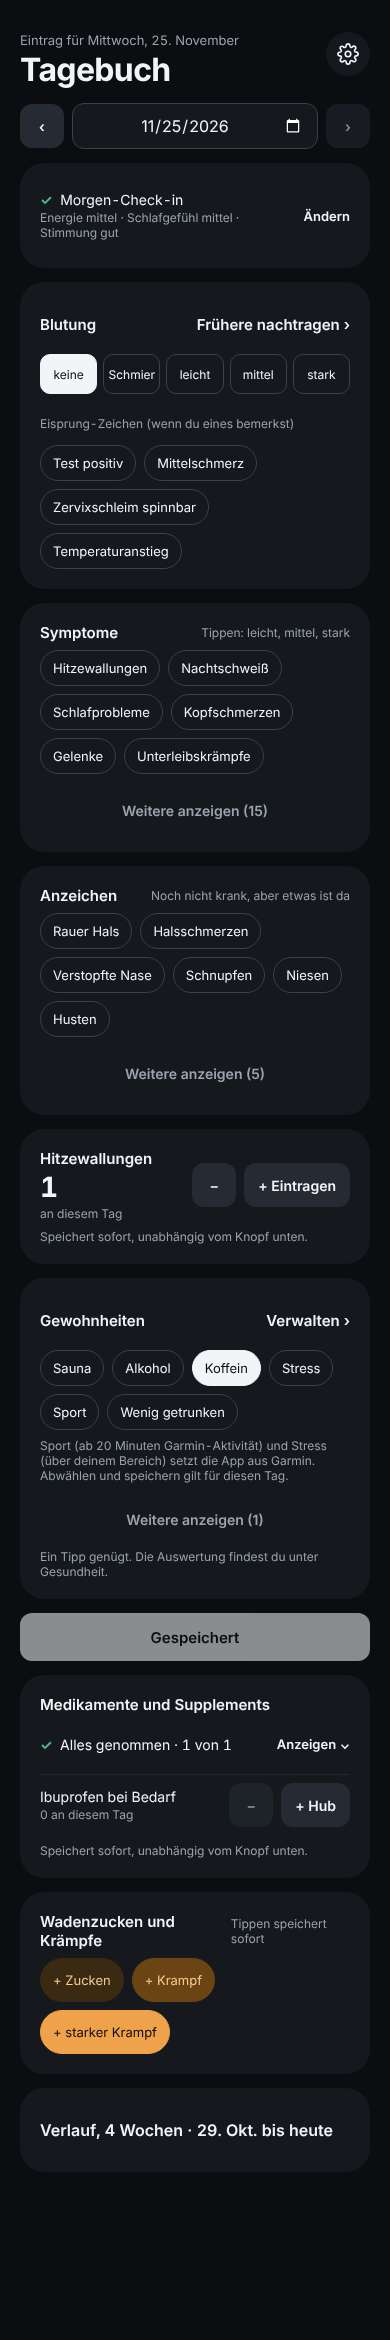 Eintrag für Mittwoch, 25. November
Tagebuch
‹ 11/25/2026 ›
✓ Morgen-Check-in
Energie mittel · Schlafgefühl mittel ·
Stimmung gut
Ändern
Blutung Frühere nachtragen ›
keine Schmier leicht mittel stark
Eisprung-Zeichen (wenn du eines bemerkst)
Test positiv Mittelschmerz
Zervixschleim spinnbar
Temperaturanstieg
Symptome Tippen: leicht, mittel, stark
Hitzewallungen Nachtschweiß
Schlafprobleme Kopfschmerzen
Gelenke Unterleibskrämpfe
Weitere anzeigen (15)
Anzeichen Noch nicht krank, aber etwas ist da
Rauer Hals Halsschmerzen
Verstopfte Nase Schnupfen Niesen
Husten
Weitere anzeigen (5)
Hitzewallungen
1
an diesem Tag
− + Eintragen
Speichert sofort, unabhängig vom Knopf unten.
Gewohnheiten Verwalten ›
Sauna Alkohol Koffein Stress
Sport Wenig getrunken
Sport (ab 20 Minuten Garmin-Aktivität) und Stress
(über deinem Bereich) setzt die App aus Garmin.
Abwählen und speichern gilt für diesen Tag.
Weitere anzeigen (1)
Ein Tipp genügt. Die Auswertung findest du unter
Gesundheit.
Gespeichert
Medikamente und Supplements
✓ Alles genommen · 1 von 1 Anzeigen
Ibuprofen bei Bedarf
0 an diesem Tag
− + Hub
Speichert sofort, unabhängig vom Knopf unten.
Wadenzucken und
Krämpfe
Tippen speichert
sofort
+ Zucken + Krampf
+ starker Krampf
Verlauf, 4 Wochen · 29. Okt. bis heute